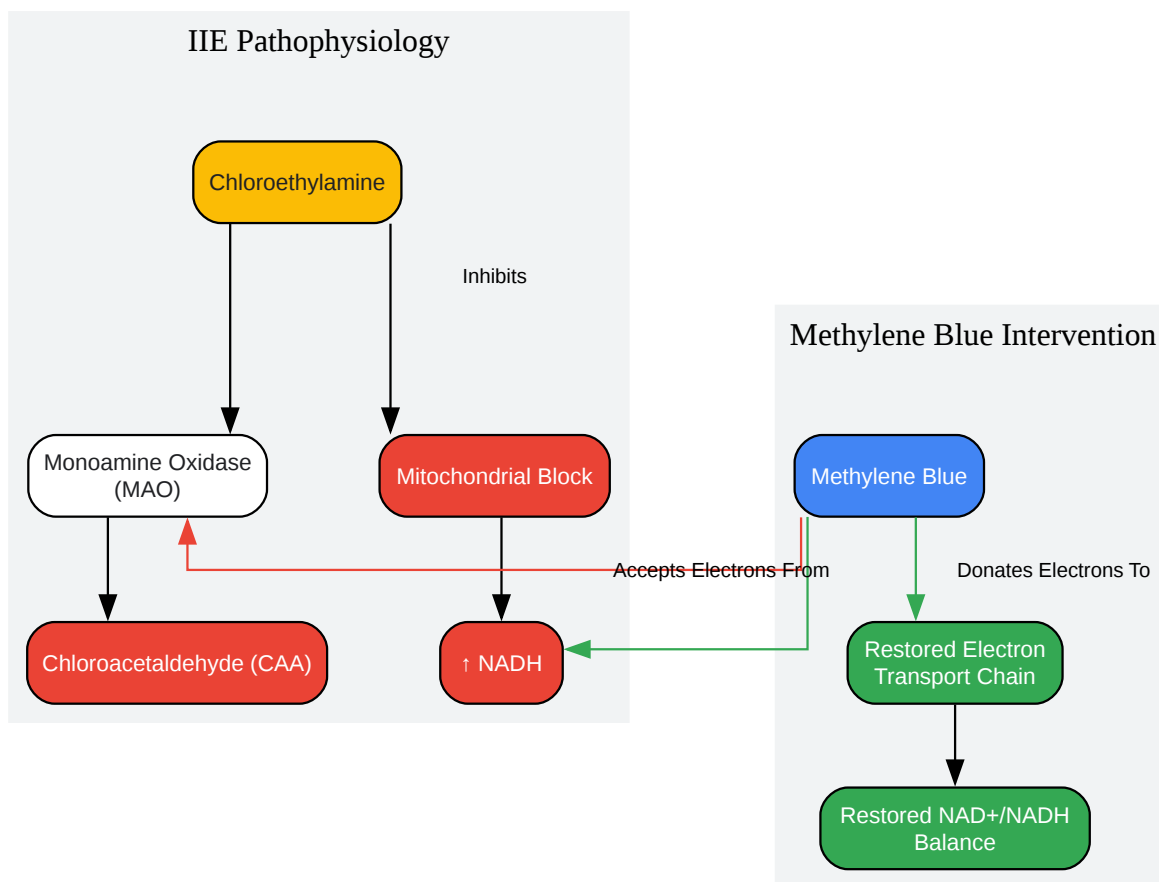 IIE Pathophysiology
Chloroethylamine
Inhibits
Methylene Blue Intervention
Monoamine Oxidase
(MAO)
Mitochondrial Block
Methylene Blue
Accepts Electrons From
Donates Electrons To
Chloroacetaldehyde (CAA)
↑ NADH
Restored Electron
Transport Chain
Restored NAD+/NADH
Balance